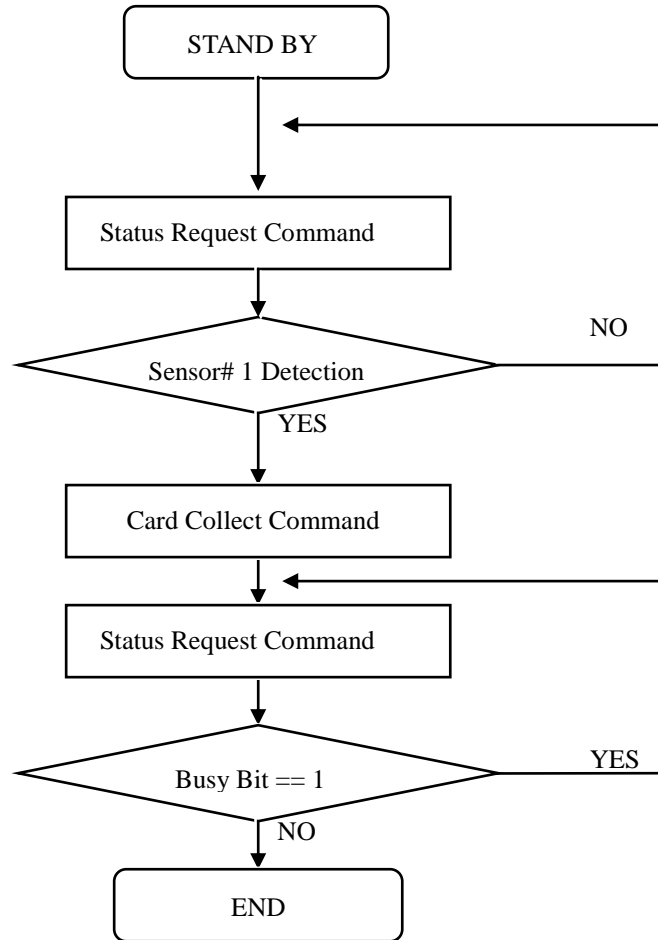 STAND BY
Status Request Command
NO
Sensor# 1 Detection
YES
Card Collect Command
Status Request Command
YES
Busy Bit == 1
NO
END